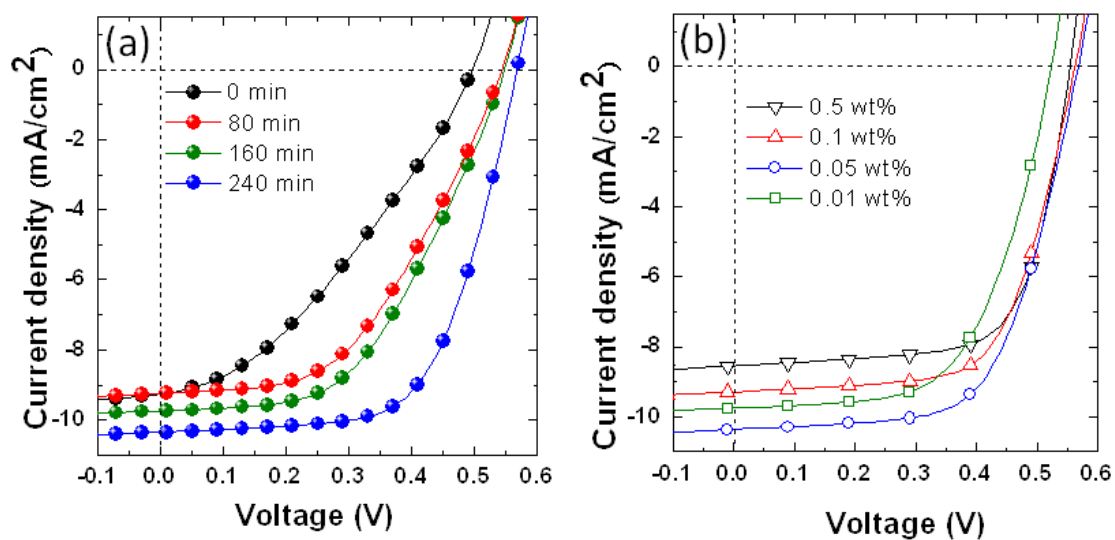 (a)
0 min
80 min
160 min
240 min
Current density (mA/cm²)
0
-2
-4
-6
-8
-10
-0.1 0.0 0.1 0.2 0.3 0.4 0.5 0.6
Voltage (V)
(b)
0.5 wt%
0.1 wt%
0.05 wt%
0.01 wt%
Current density (mA/cm²)
0
-2
-4
-6
-8
-10
-0.1 0.0 0.1 0.2 0.3 0.4 0.5 0.6
Voltage (V)